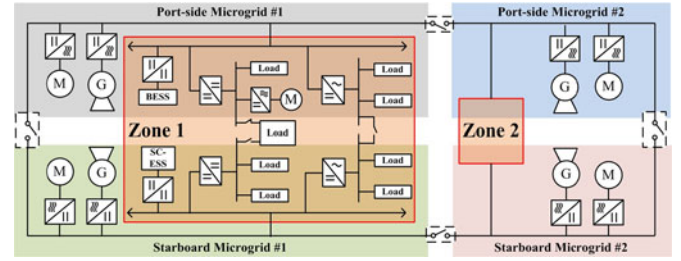 Port-side Microgrid #1
Port-side Microgrid #2
M
G
BESS
Load
M
Load
Load
Load
G
M
Zone 1
Load
Zone 2
M
G
SC-
ESS
Load
Load
Load
Load
G
M
Starboard Microgrid #1
Starboard Microgrid #2